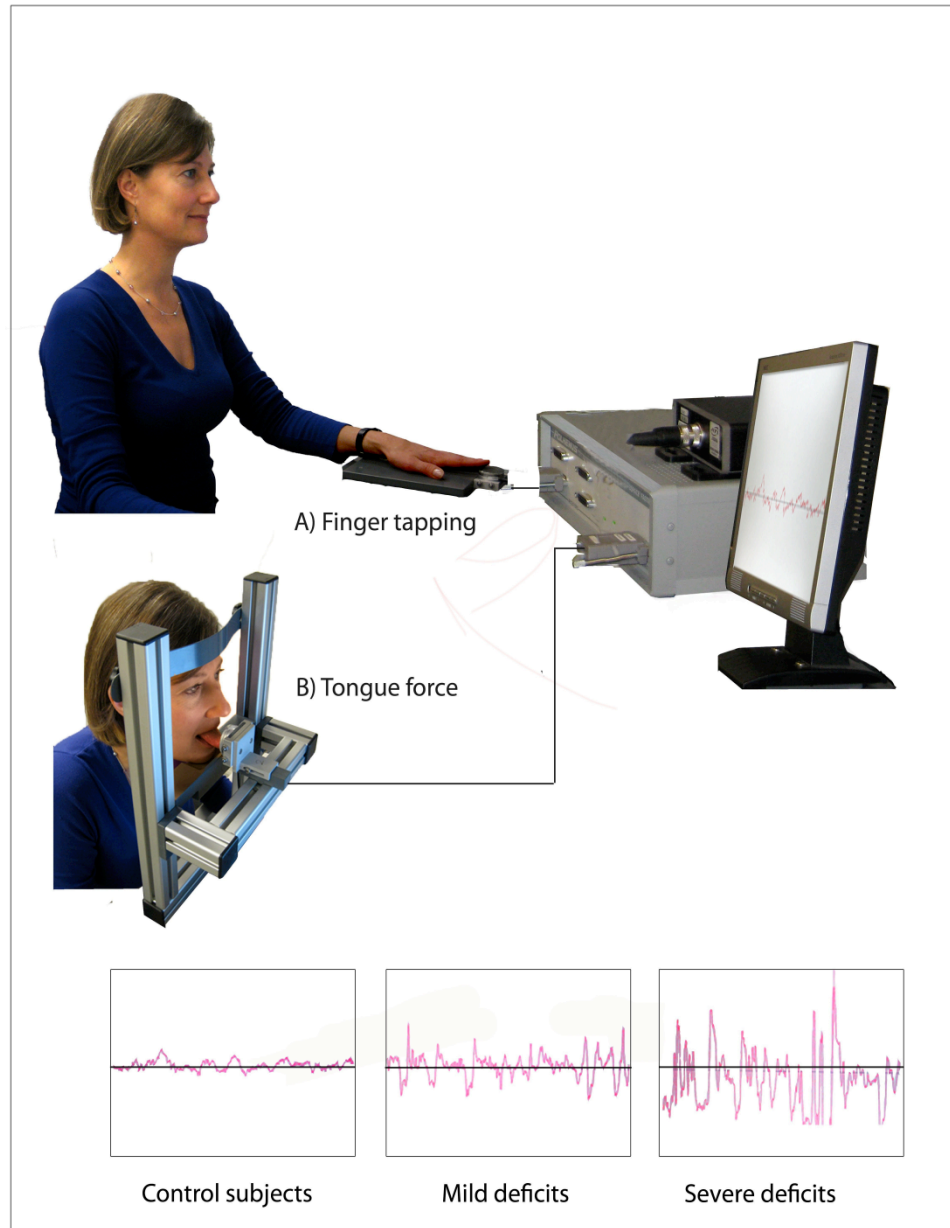 A) Finger tapping
B) Tongue force
Control subjects
Mild deficits
Severe deficits